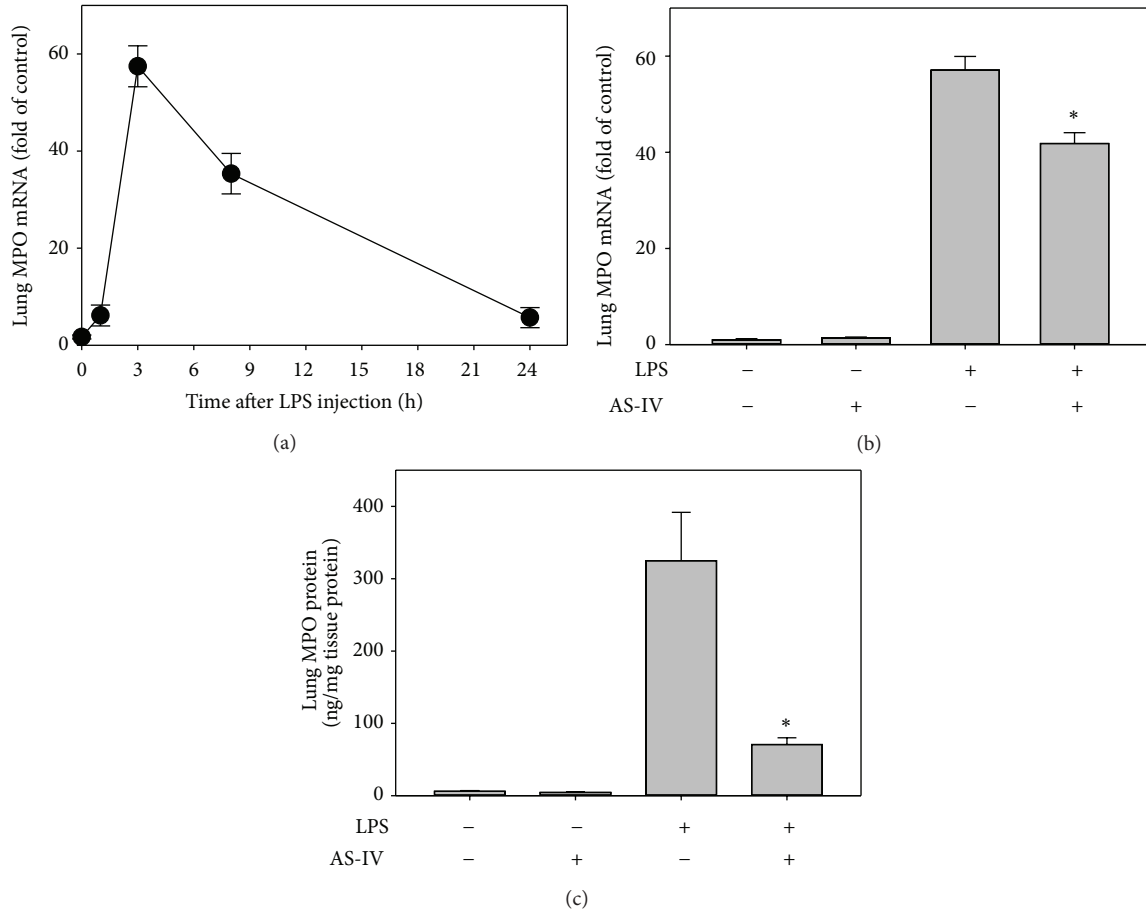 Lung MPO mRNA (fold of control)
60
40
20
0
0 3 6 9 12 15 18 21 24
Time after LPS injection (h)
(a)
Lung MPO mRNA (fold of control)
60
40
20
0
*
LPS − − + +
AS-IV − + − +
(b)
Lung MPO protein
(ng/mg tissue protein)
400
300
200
100
0
*
LPS − − + +
AS-IV − + − +
(c)